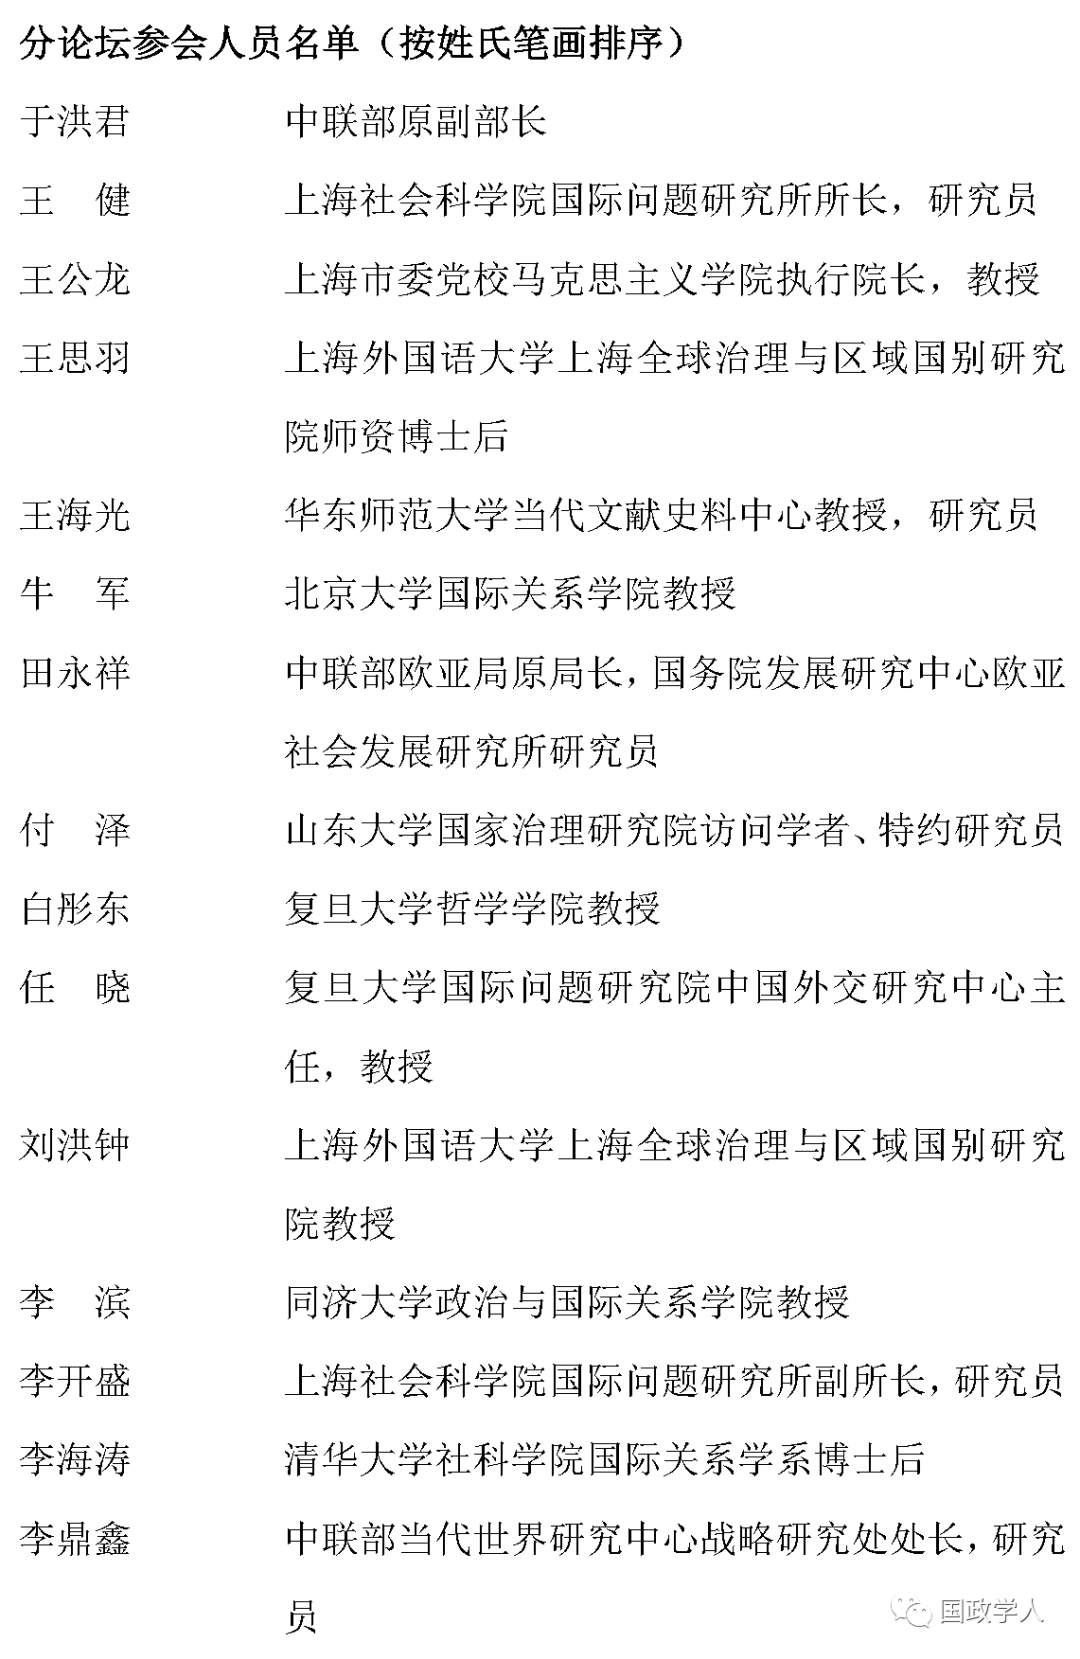 分论坛参会人员名单（按姓氏笔画排序）
于洪君 中联部原副部长
王 健 上海社会科学院国际问题研究所所长，研究员
王公龙 上海市委党校马克思主义学院执行院长，教授
王思羽 上海外国语大学上海全球治理与区域国别研究
院师资博士后
王海光 华东师范大学当代文献史料中心教授，研究员
牛 军 北京大学国际关系学院教授
田永祥 中联部欧亚局原局长，国务院发展研究中心欧亚
社会发展研究所研究员
付 泽 山东大学国家治理研究院访问学者、特约研究员
白彤东 复旦大学哲学学院教授
任 晓 复旦大学国际问题研究院中国外交研究中心主
任，教授
刘洪钟 上海外国语大学上海全球治理与区域国别研究
院教授
李 滨 同济大学政治与国际关系学院教授
李开盛 上海社会科学院国际问题研究所副所长，研究员
李海涛 清华大学社科学院国际关系学系博士后
李鼎鑫 中联部当代世界研究中心战略研究处处长，研究
员
国政学人